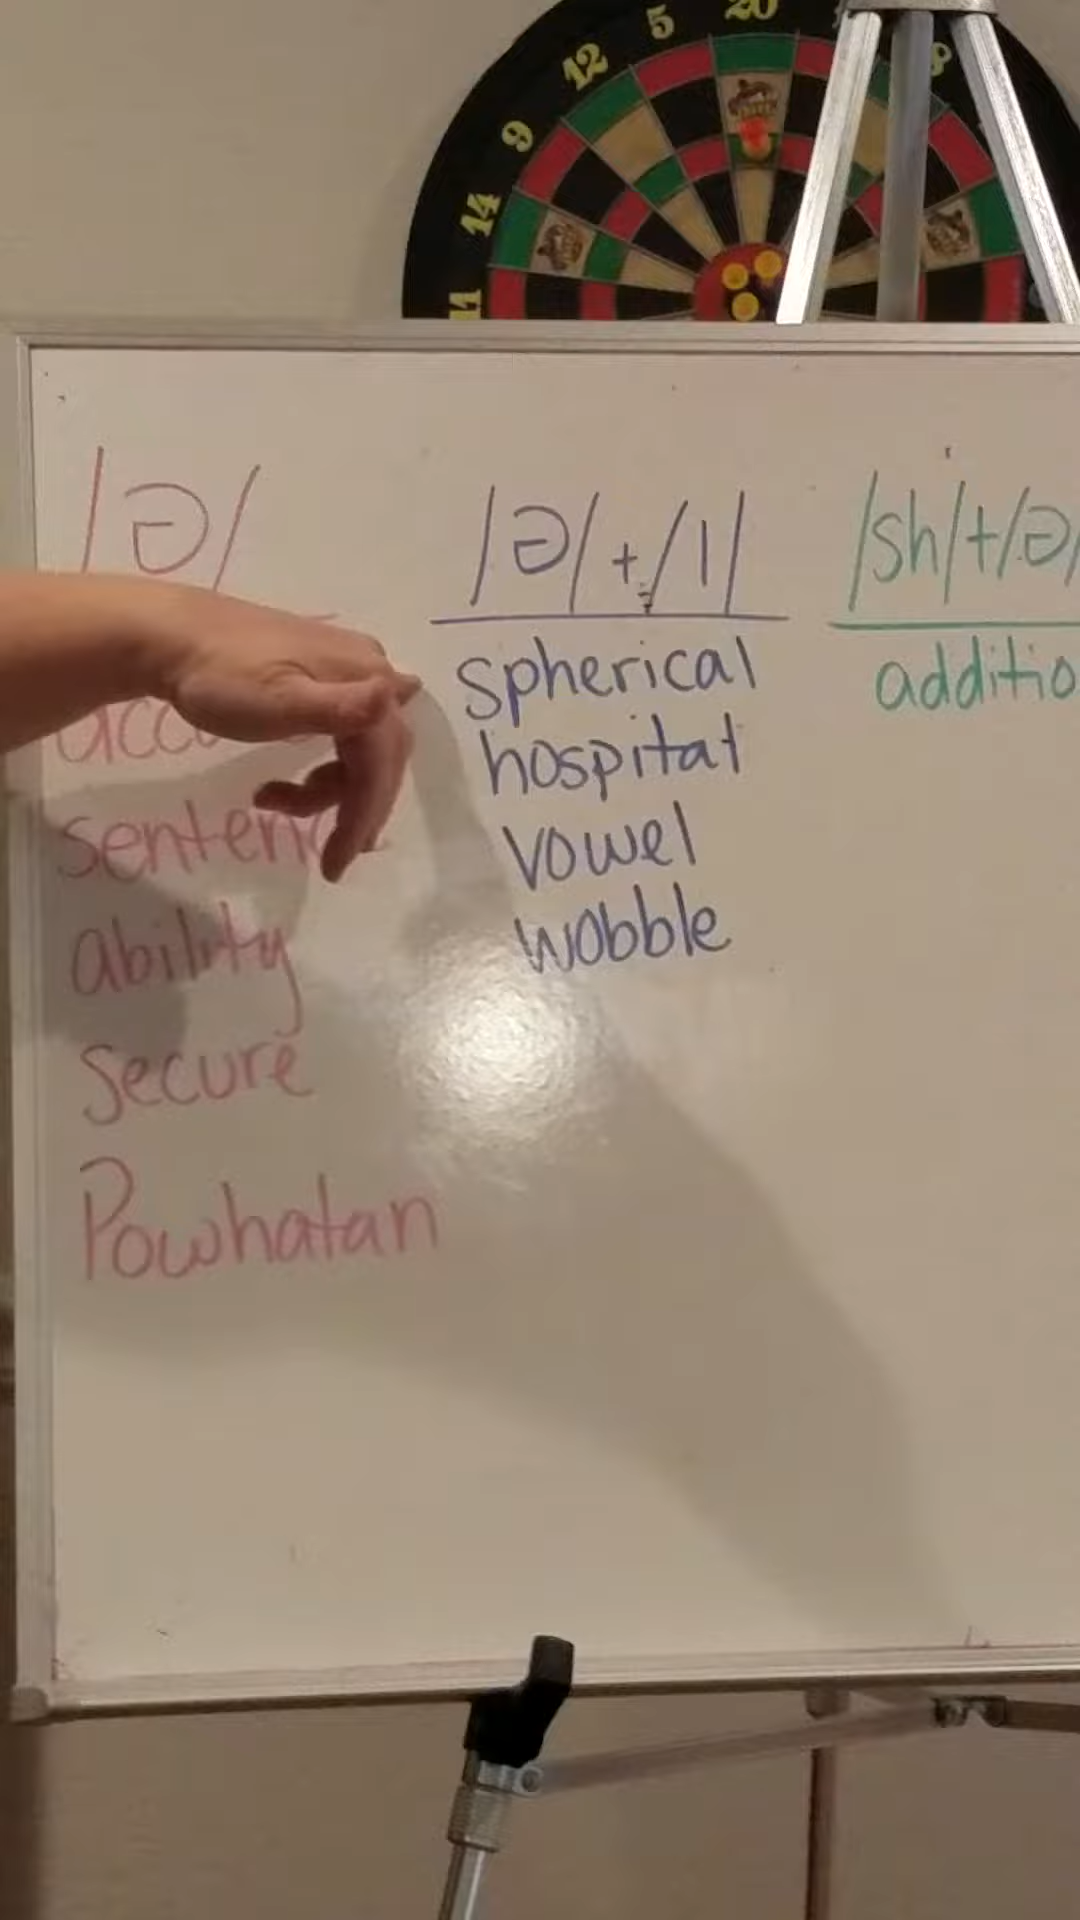 5 20
12
9
14
11
/ə/
/ə/+/l/
/sh/+/ə/
spherical
hospital
vowel
wobble
additio
ability
secure
Powhatan